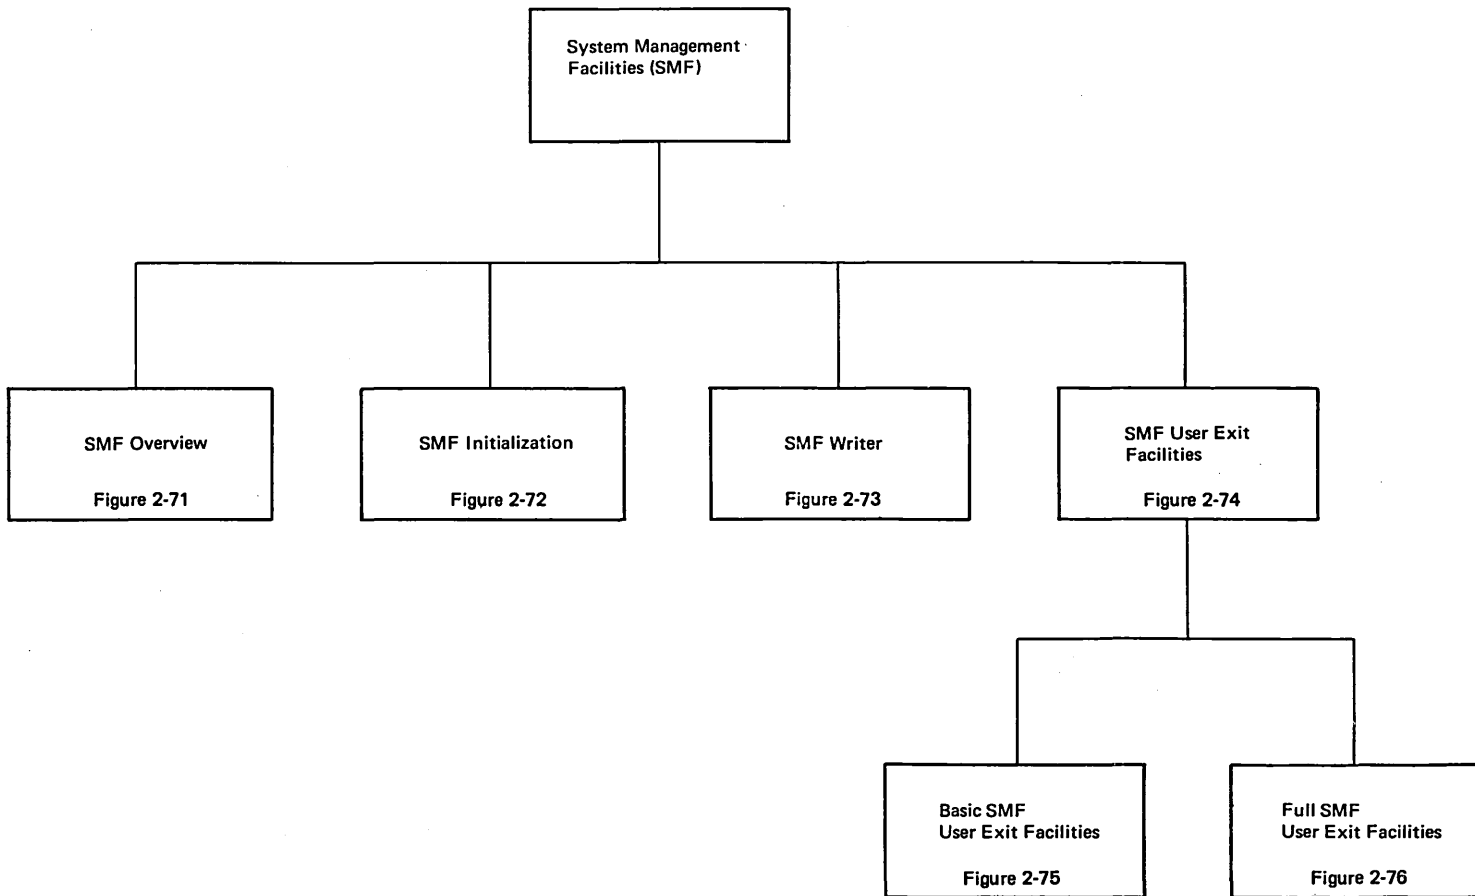 System Management
Facilities (SMF)
SMF Overview
Figure 2-71
SMF Initialization
Figure 2-72
SMF Writer
Figure 2-73
SMF User Exit
Facilities
Figure 2-74
Basic SMF
User Exit Facilities
Figure 2-75
Full SMF
User Exit Facilities
Figure 2-76